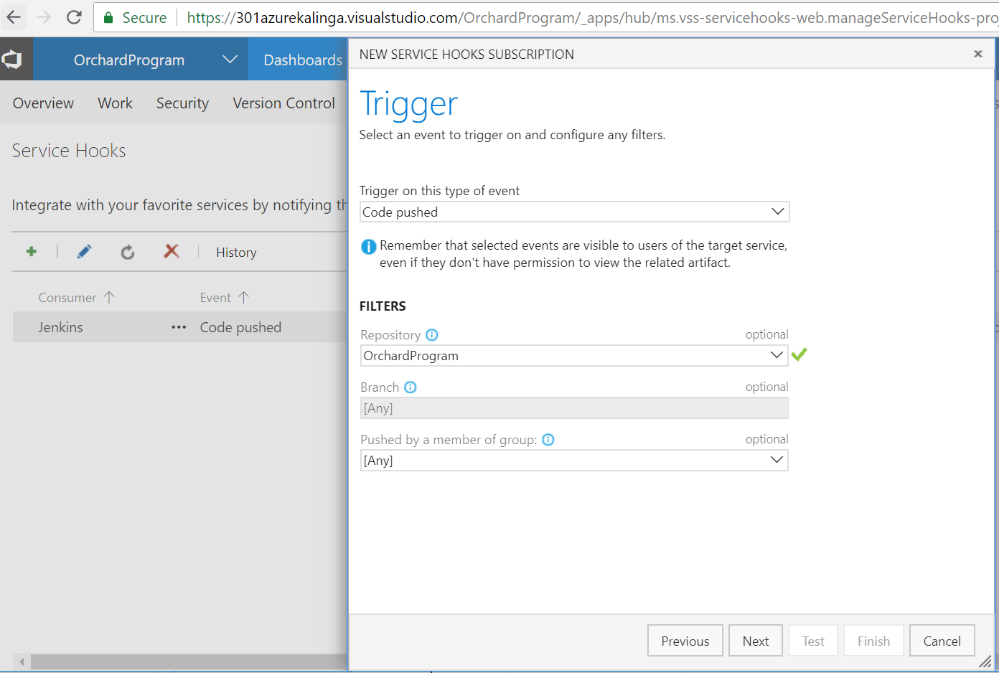 Secure https://301azurekalinga.visualstudio.com/OrchardProgram/_apps/hub/ms.vss-servicehooks-web.manageServiceHooks-pro
OrchardProgram Dashboards
Overview Work Security Version Control
Service Hooks
Integrate with your favorite services by notifying th
History
Consumer Event
Jenkins ••• Code pushed
NEW SERVICE HOOKS SUBSCRIPTION
Trigger
Select an event to trigger on and configure any filters.
Trigger on this type of event
Code pushed
Remember that selected events are visible to users of the target service,
even if they don't have permission to view the related artifact.
FILTERS
Repository optional
OrchardProgram
Branch optional
[Any]
Pushed by a member of group: optional
[Any]
Previous Next Test Finish Cancel